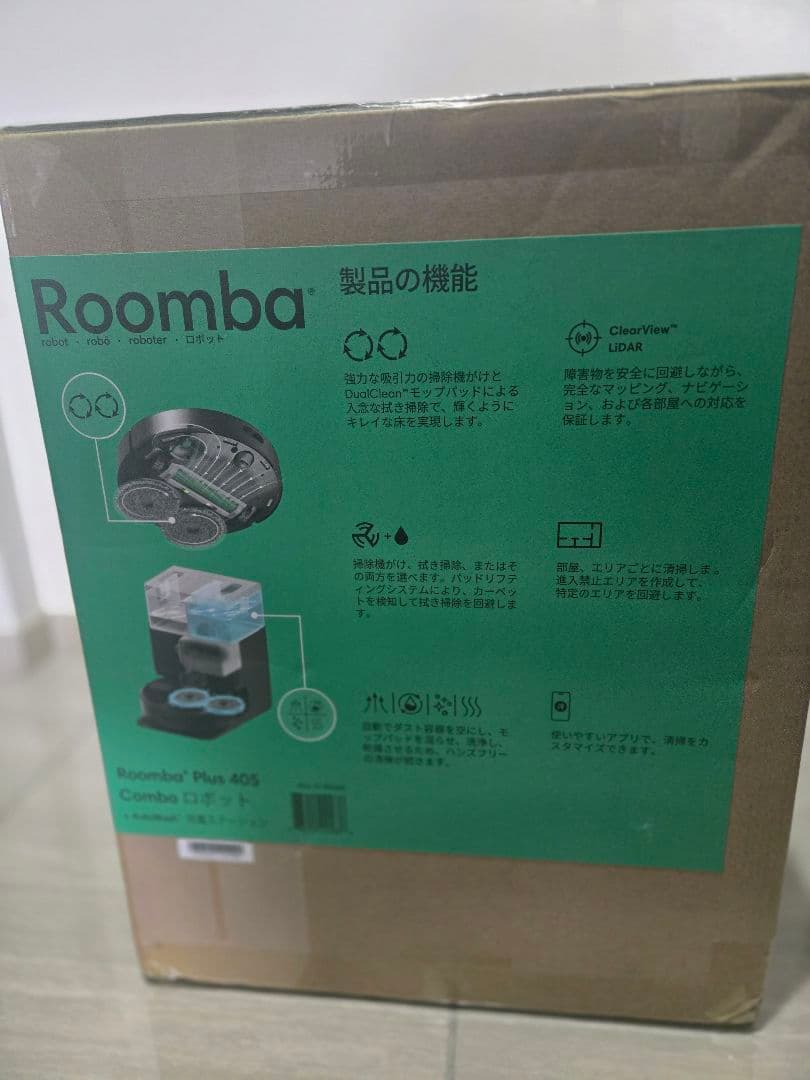 Roomba®
robot · robô · roboter · ロボット
製品の機能
強力な吸引力の掃除機がけと
DualClean™モップパッドによる
入念な拭き掃除で、輝くように
キレイな床を実現します。
ClearView™
LiDAR
障害物を安全に回避しながら、
完全なマッピング、ナビゲーシ
ョン、および各部屋への対応を
保証します。
掃除機がけ、拭き掃除、またはそ
の両方を選べます。パッドリフテ
ィングシステムにより、カーペッ
トを検知して拭き掃除を回避しま
す。
部屋、エリアごとに清掃しま。
進入禁止エリアを作成して、
特定のエリアを回避します。
自動でダスト容器を空にし、モ
ップパッドを濡らせ、洗浄し、
乾燥させるため、ハンズフリー
の清掃が続きます。
使いやすいアプリで、清掃をカ
スタマイズできます。
Roomba® Plus 405
Combo ロボット
+ AutoWash™ 充電ステーション